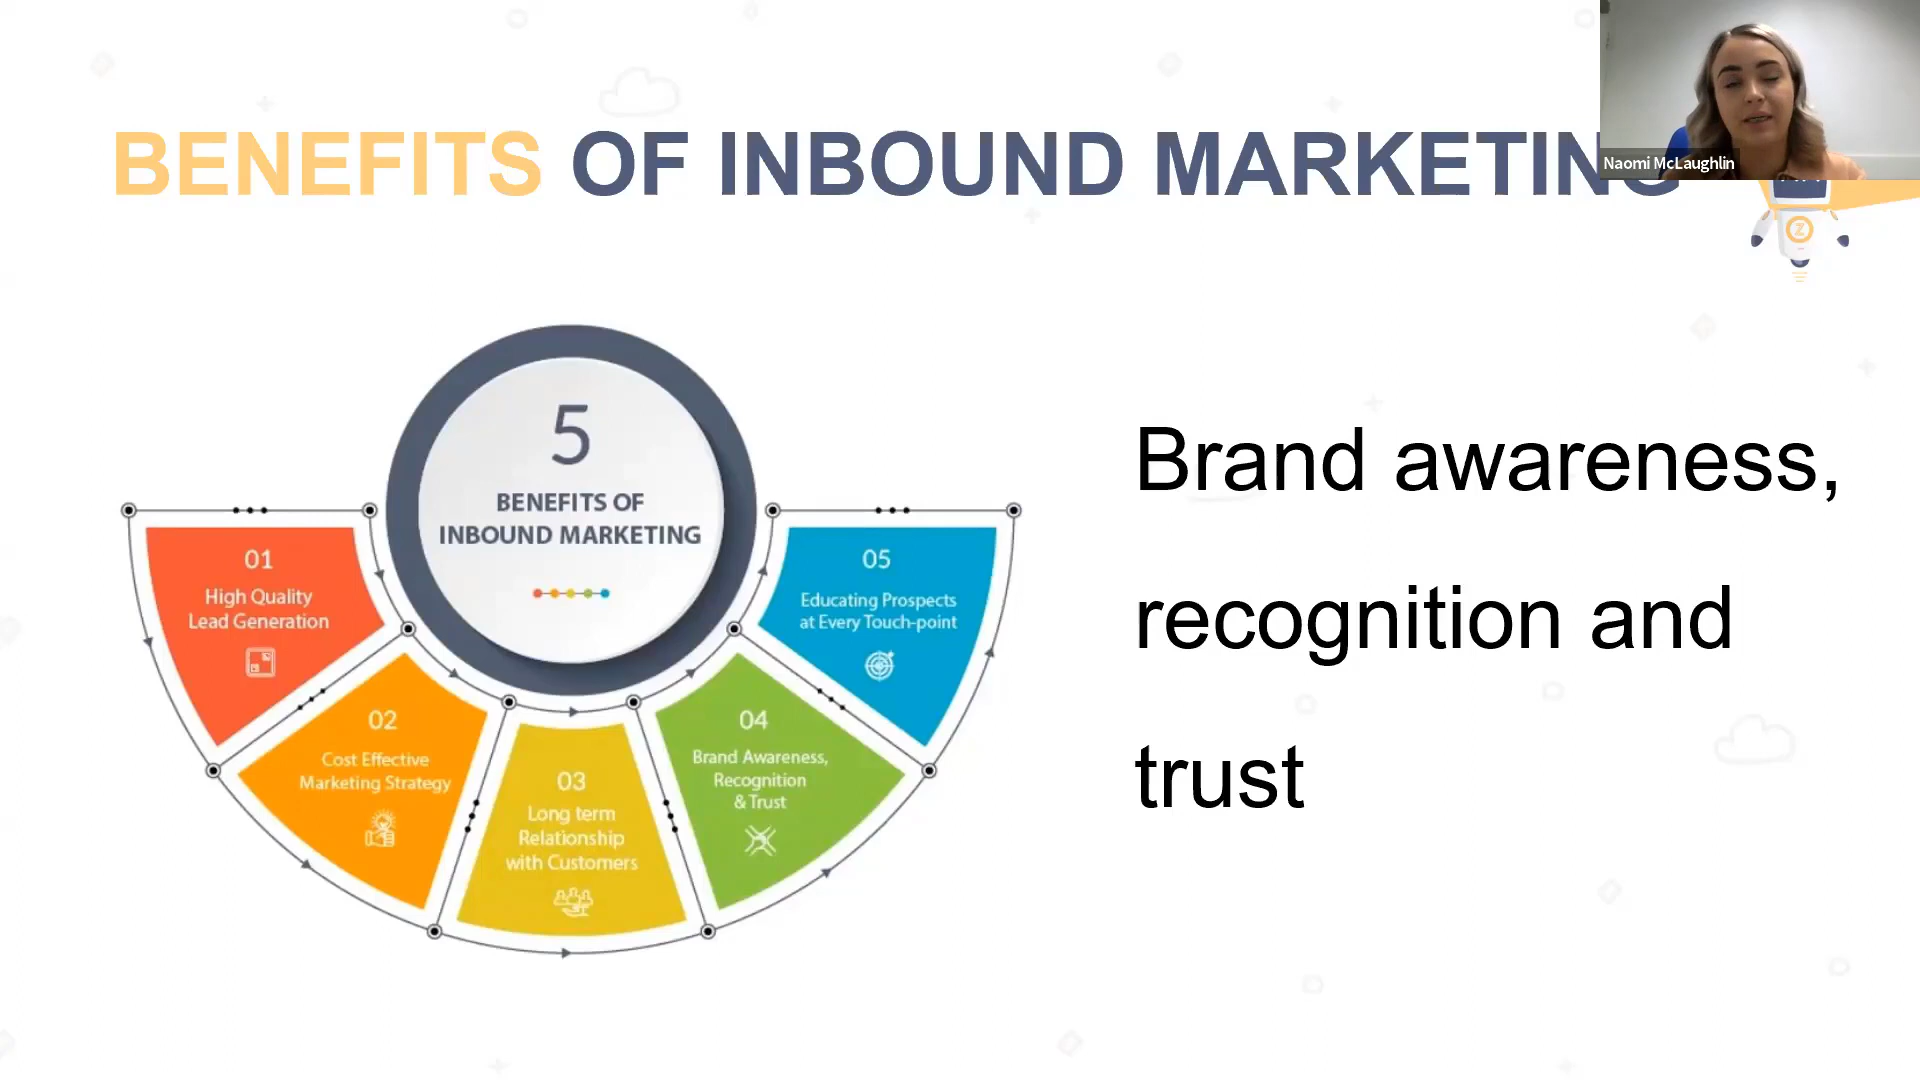 BENEFITS OF INBOUND MARKETING
Naomi McLaughlin
Z
5
BENEFITS OF
INBOUND MARKETING
01
High Quality
Lead Generation
02
Cost Effective
Marketing Strategy
03
Long term
Relationship
with Customers
04
Brand Awareness,
Recognition
& Trust
05
Educating Prospects
at Every Touch-point
Brand awareness,
recognition and
trust